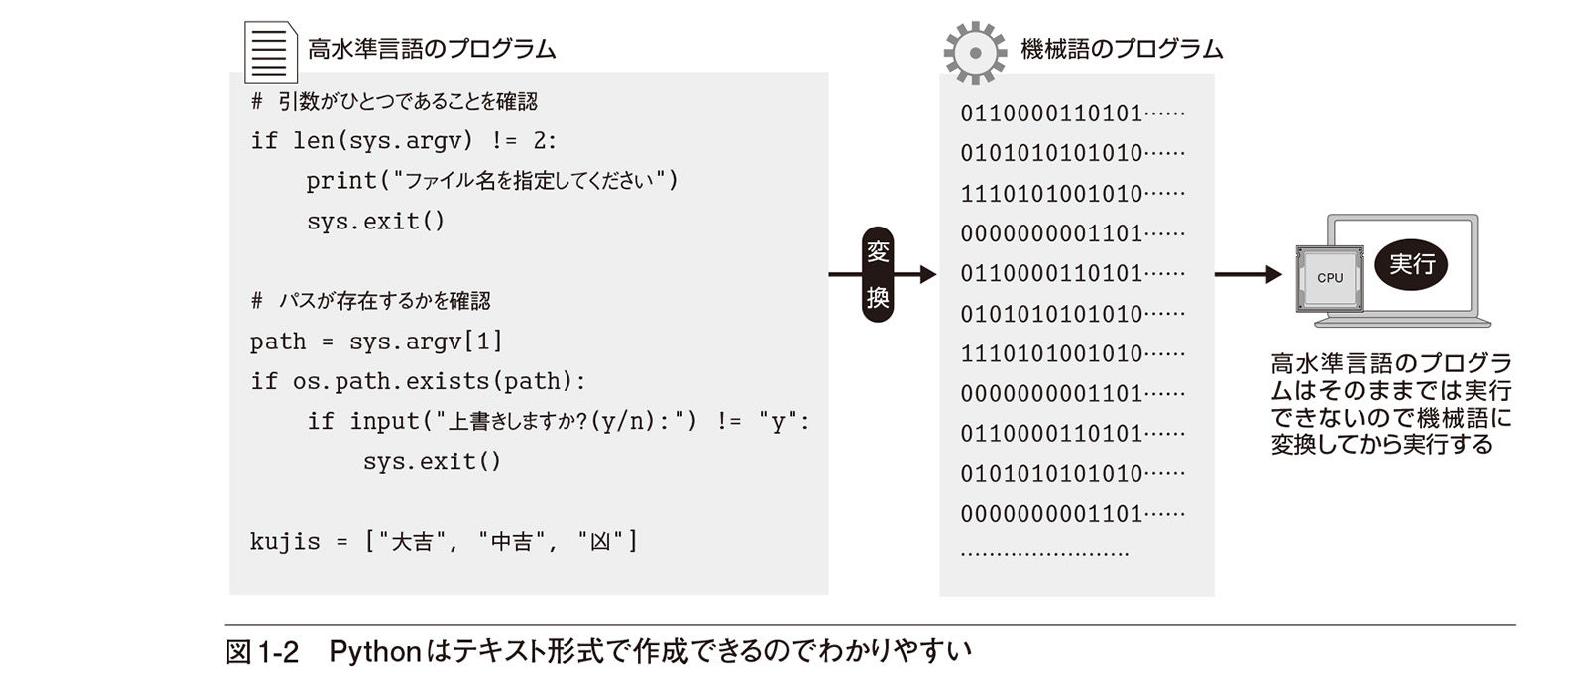 高水準言語のプログラム
# 引数がひとつであることを確認
if len(sys.argv) != 2:
    print("ファイル名を指定してください")
    sys.exit()
# パスが存在するかを確認
path = sys.argv[1]
if os.path.exists(path):
    if input("上書きしますか?(y/n):") != "y":
        sys.exit()
kujis = ["大吉", "中吉", "凶"]
変換
機械語のプログラム
0110000110101……
0101010101010……
1110101001010……
0000000001101……
0110000110101……
0101010101010……
1110101001010……
0000000001101……
0110000110101……
0101010101010……
0000000001101……
……………………
CPU
実行
高水準言語のプログラ
ムはそのままでは実行
できないので機械語に
変換してから実行する
図1-2 Pythonはテキスト形式で作成できるのでわかりやすい